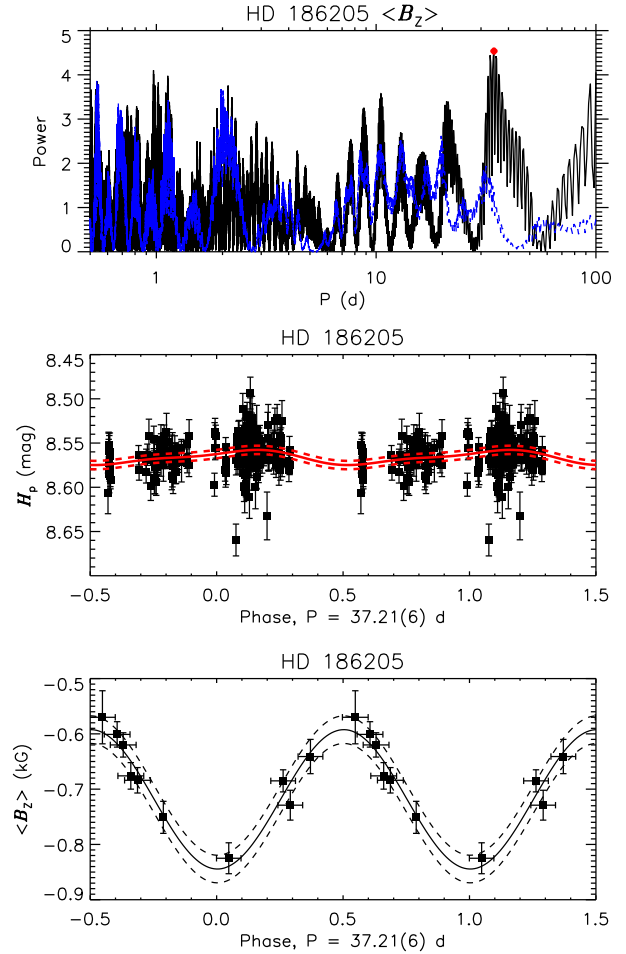 HD 186205 <B_Z>
5
4
3
2
1
0
Power
1 10 100
P (d)
HD 186205
8.45
8.50
8.55
8.60
8.65
H_p (mag)
−0.5 0.0 0.5 1.0 1.5
Phase, P = 37.21(6) d
HD 186205
−0.5
−0.6
−0.7
−0.8
−0.9
<B_Z> (kG)
−0.5 0.0 0.5 1.0 1.5
Phase, P = 37.21(6) d